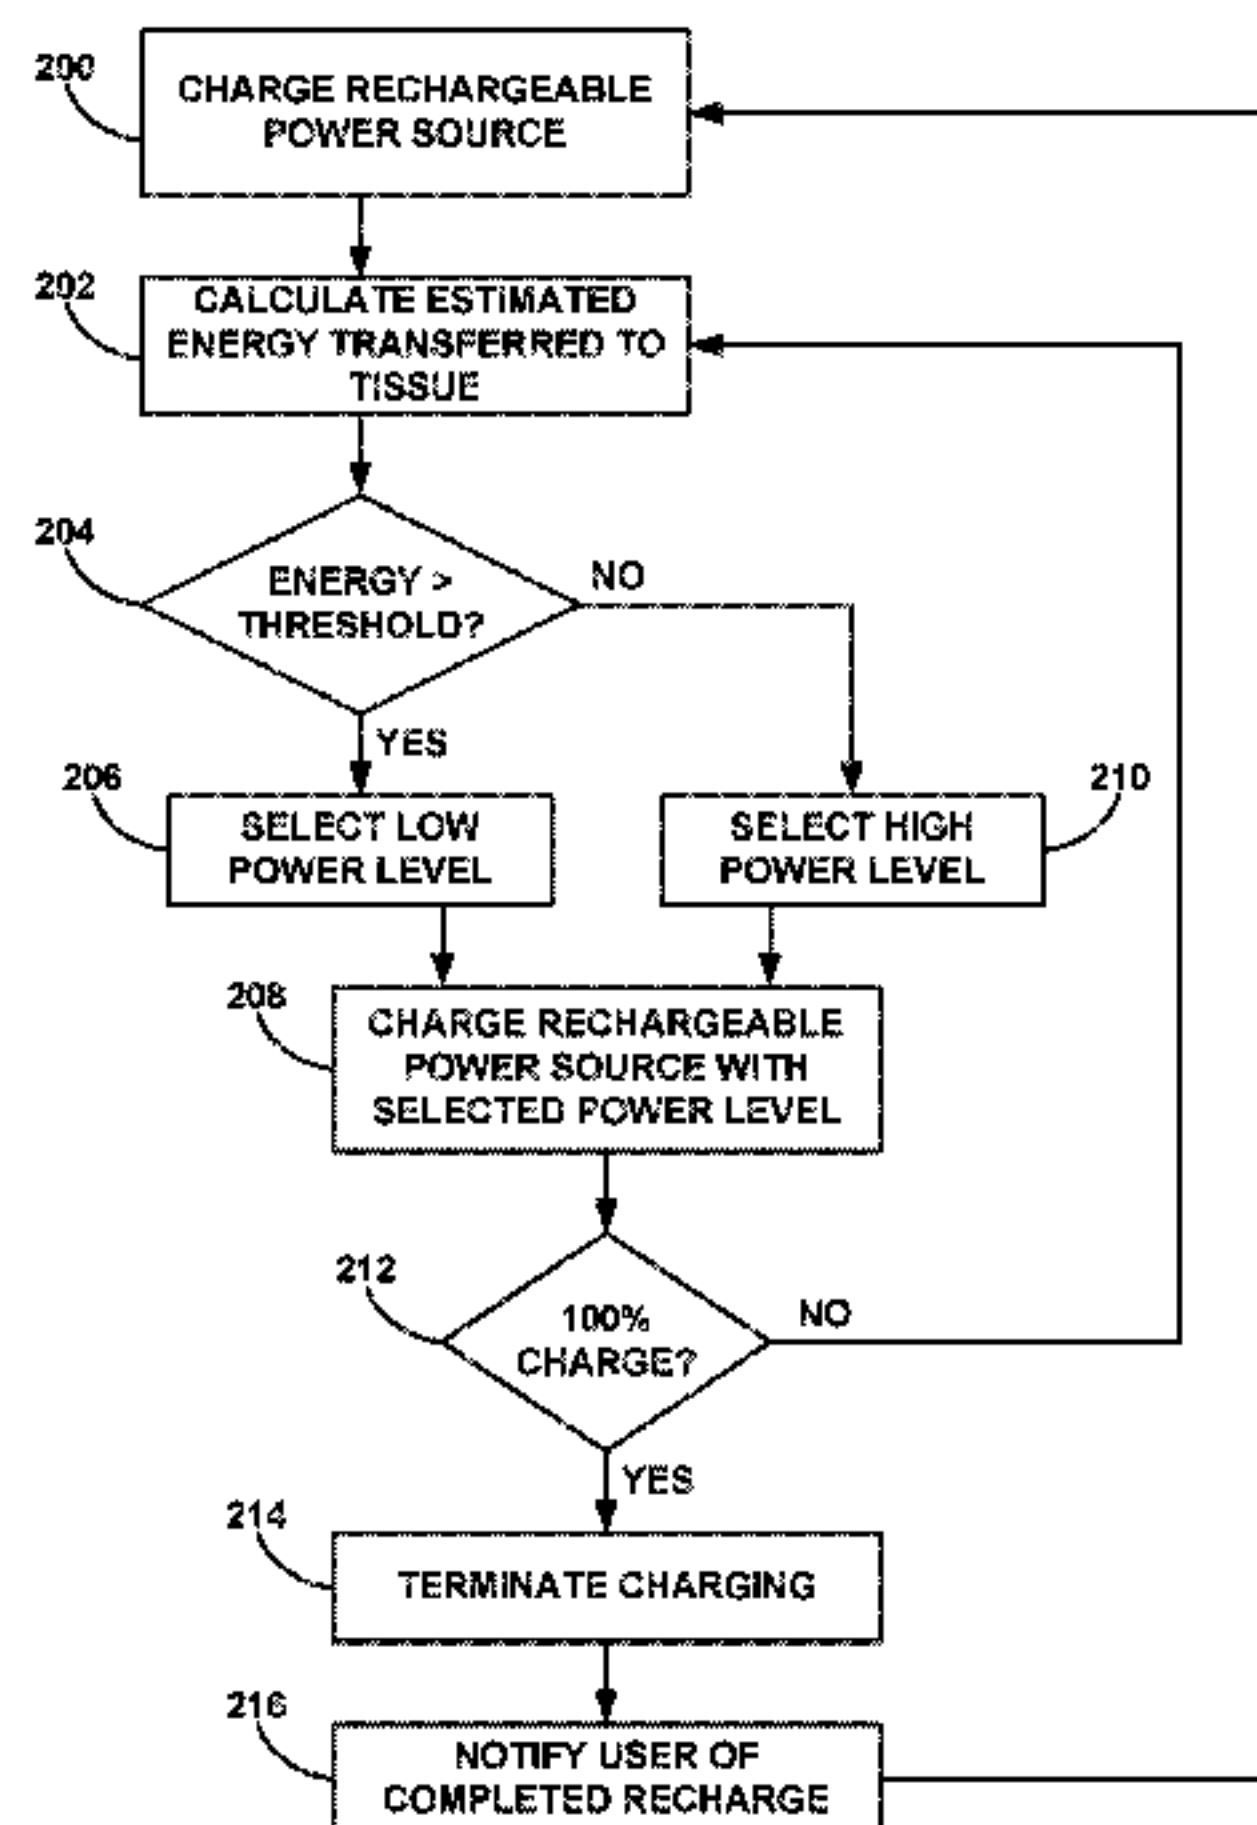 200
CHARGE RECHARGEABLE
POWER SOURCE
202
CALCULATE ESTIMATED
ENERGY TRANSFERRED TO
TISSUE
204
ENERGY >
THRESHOLD?
NO
YES
206
SELECT LOW
POWER LEVEL
SELECT HIGH
POWER LEVEL
210
208
CHARGE RECHARGEABLE
POWER SOURCE WITH
SELECTED POWER LEVEL
212
100%
CHARGE?
NO
YES
214
TERMINATE CHARGING
216
NOTIFY USER OF
COMPLETED RECHARGE